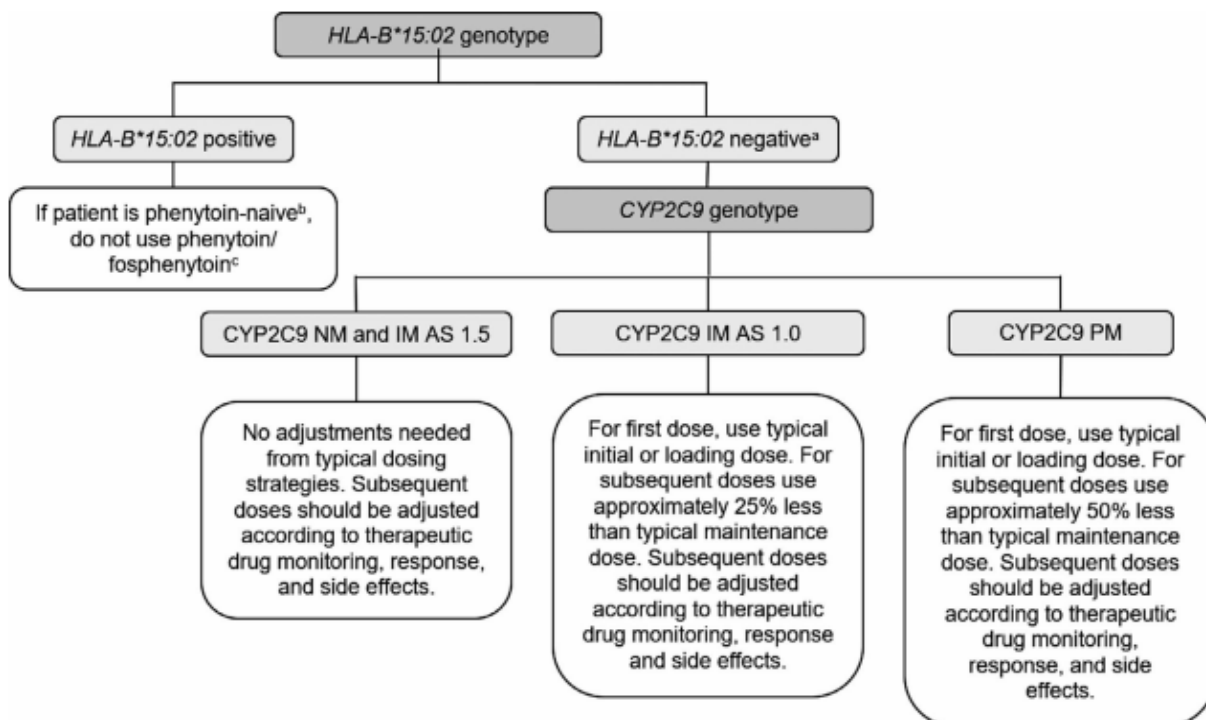 HLA-B*15:02 genotype
HLA-B*15:02 positive
HLA-B*15:02 negativeᵃ
If patient is phenytoin-naiveᵇ,
do not use phenytoin/
fosphenytoinᶜ
CYP2C9 genotype
CYP2C9 NM and IM AS 1.5
CYP2C9 IM AS 1.0
CYP2C9 PM
No adjustments needed
from typical dosing
strategies. Subsequent
doses should be adjusted
according to therapeutic
drug monitoring, response,
and side effects.
For first dose, use typical
initial or loading dose. For
subsequent doses use
approximately 25% less
than typical maintenance
dose. Subsequent doses
should be adjusted
according to therapeutic
drug monitoring, response
and side effects.
For first dose, use typical
initial or loading dose. For
subsequent doses use
approximately 50% less
than typical maintenance
dose. Subsequent doses
should be adjusted
according to therapeutic
drug monitoring,
response, and side
effects.